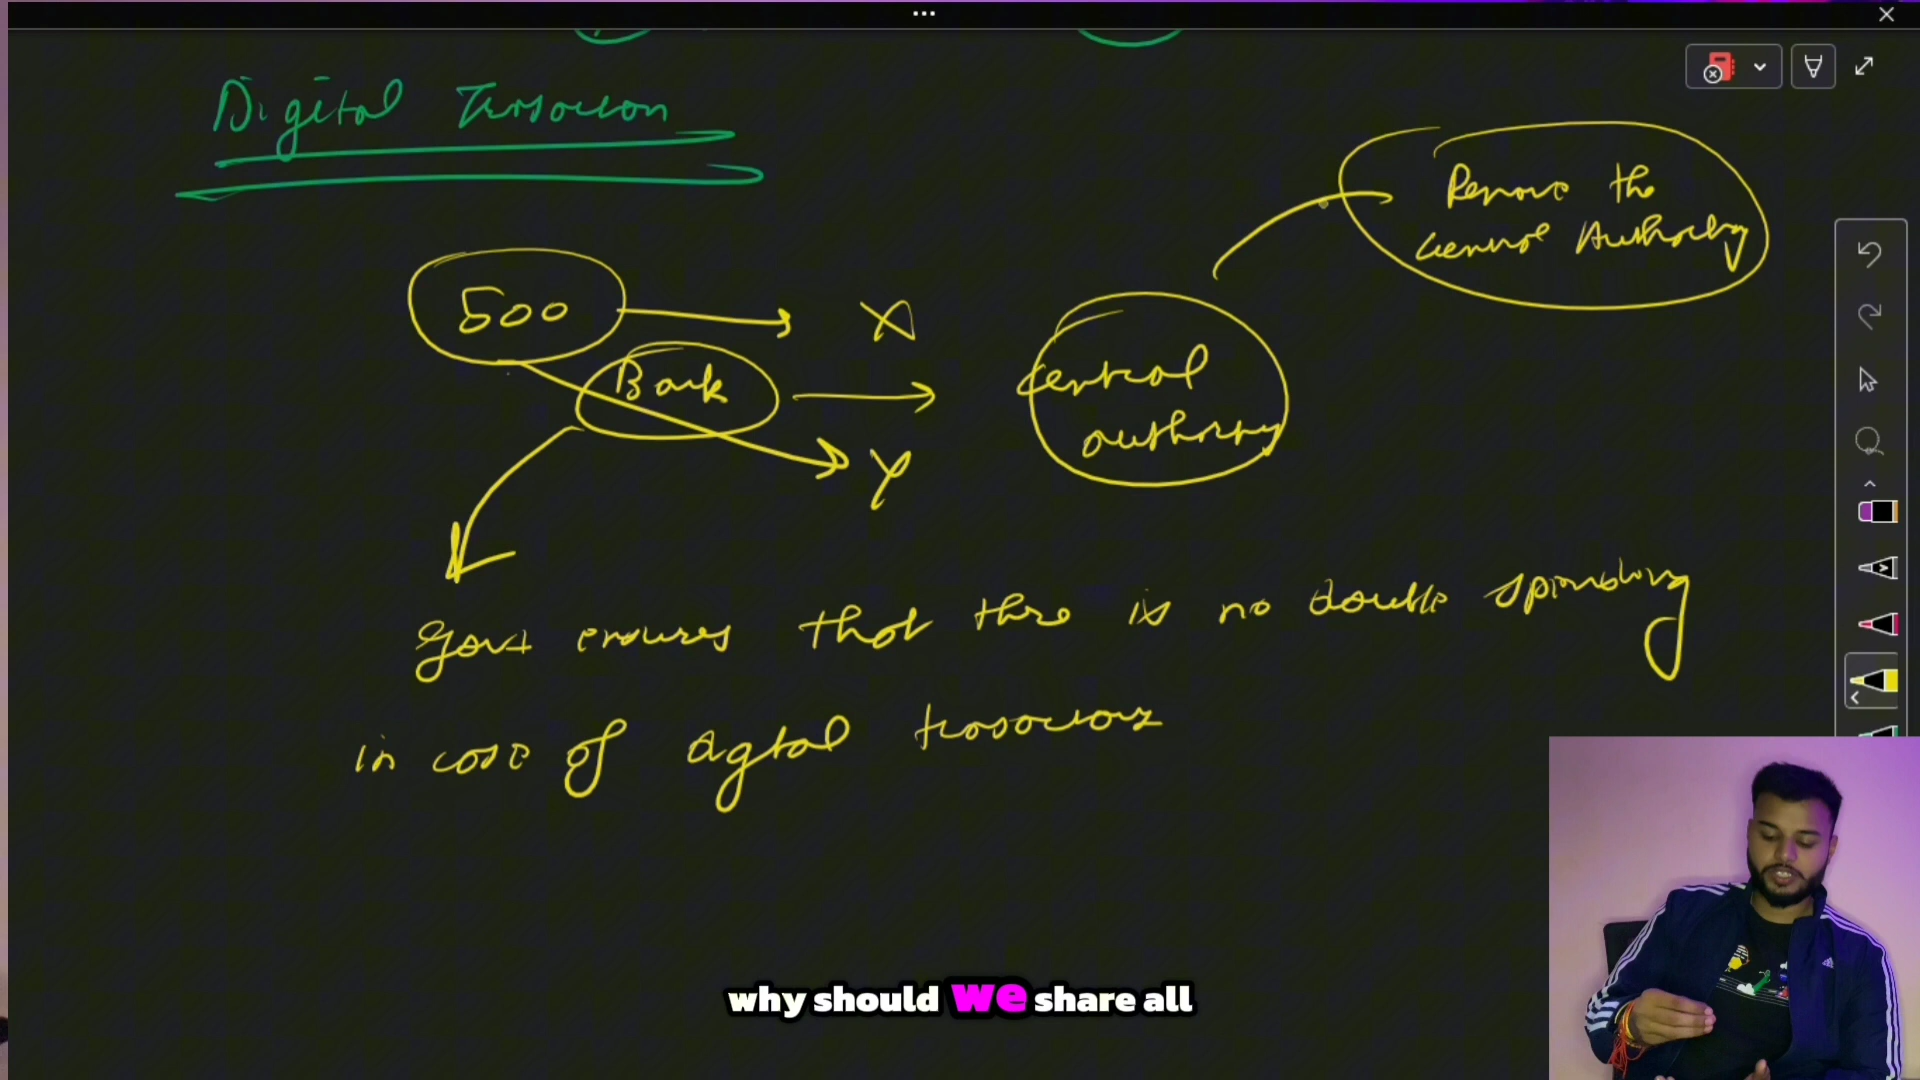 Digital Transaction
Remove the
Central Authority
500
X
Bank
Central
authority
Y
Govt ensures that there is no double spending
in case of digital transactions
why should we share all